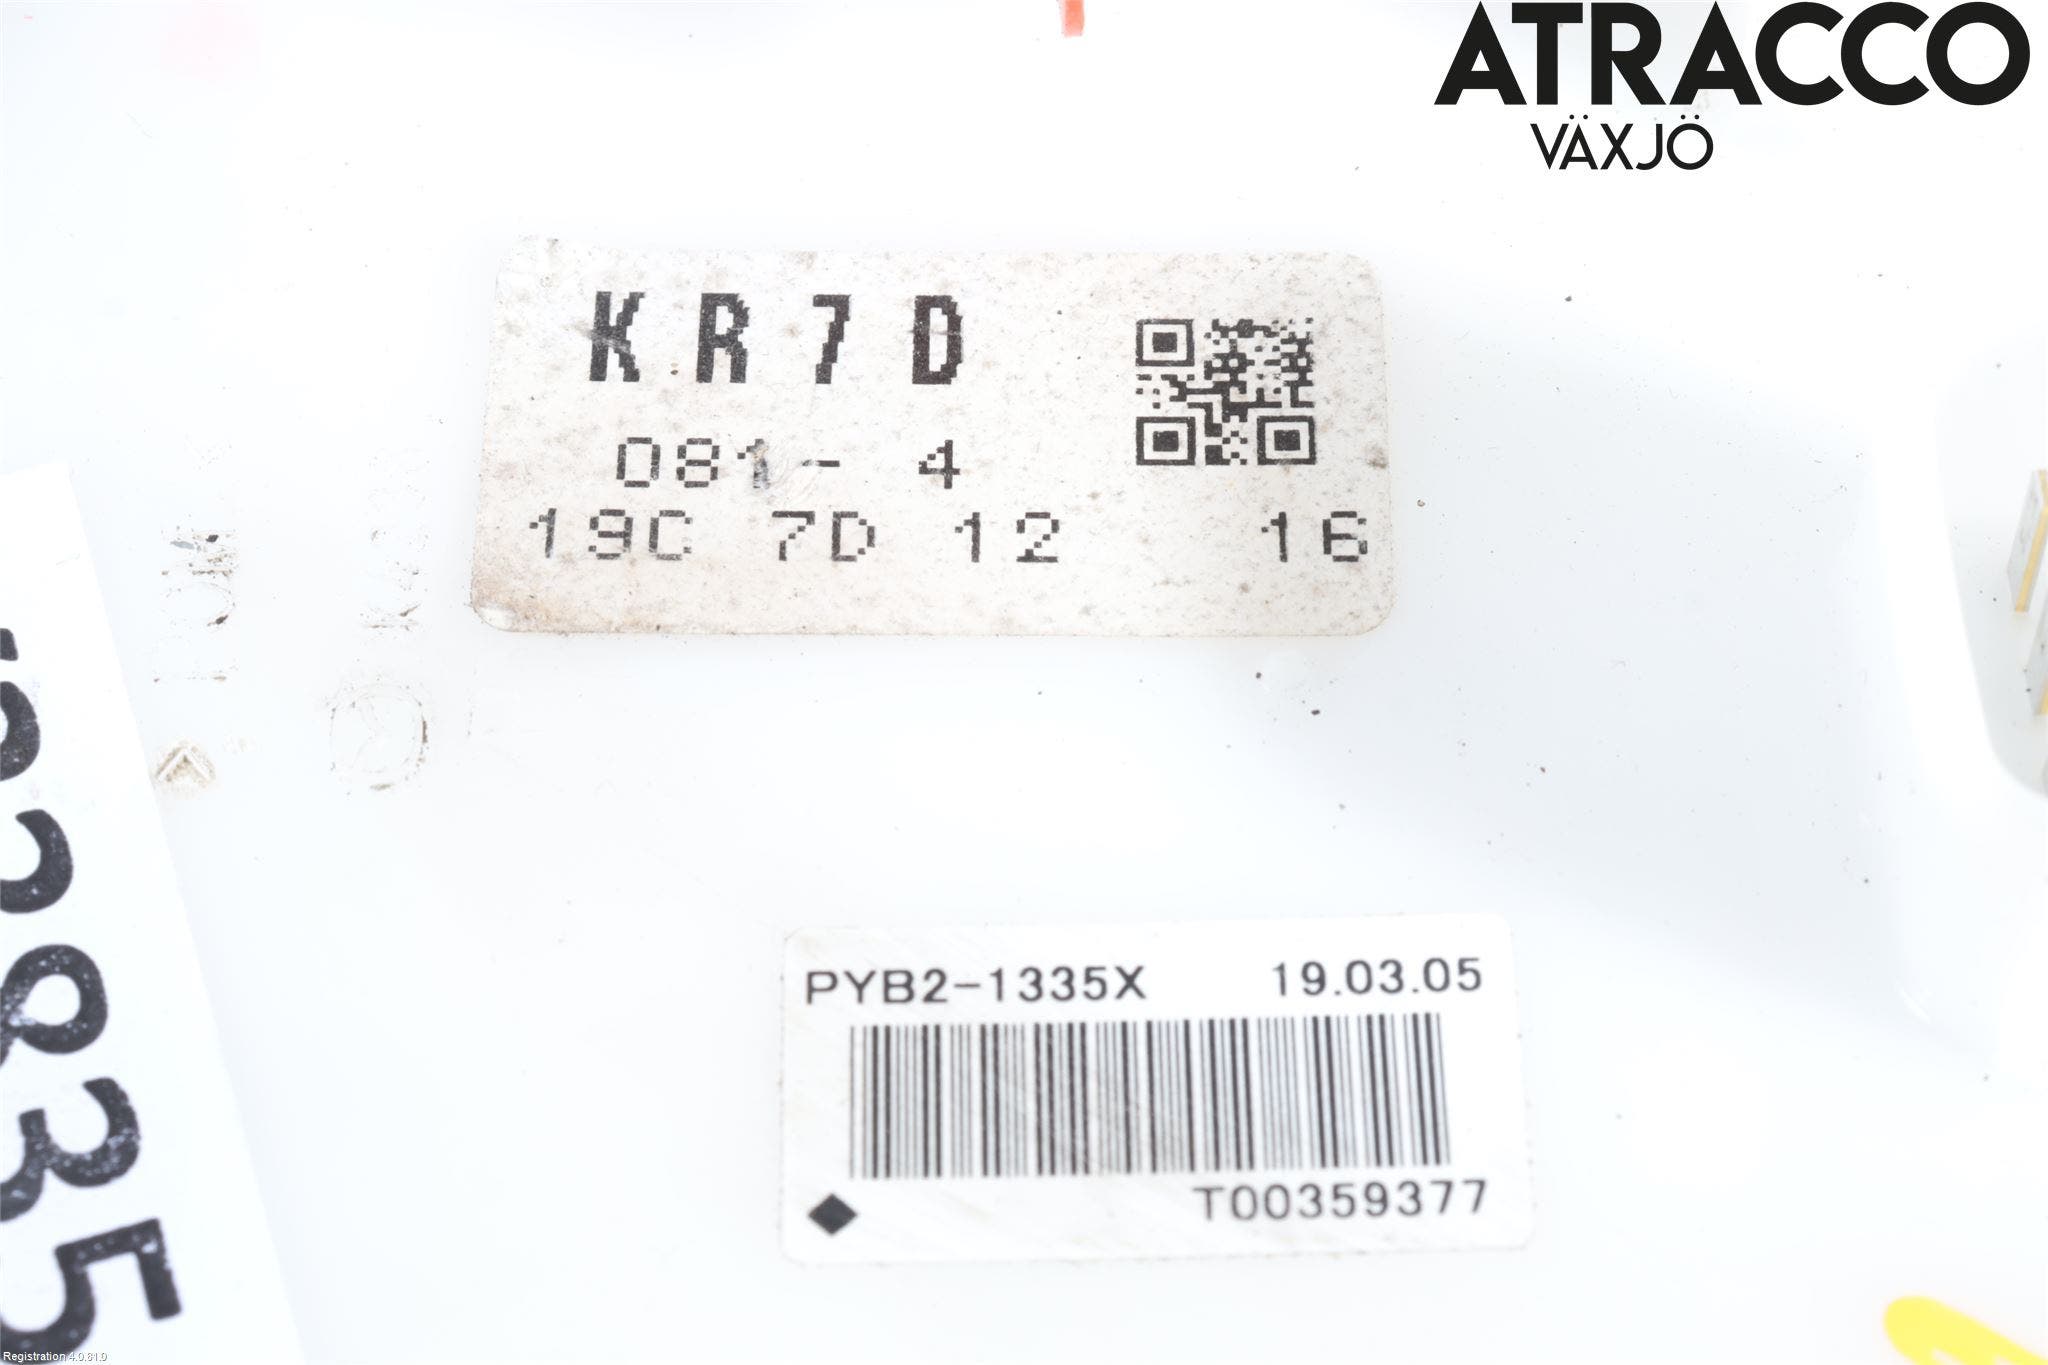 ATRACCO
VÄXJÖ
KR7D
081- 4
19C 7D 12 16
PYB2-1335X 19.03.05
T00359377
2835
Registration 4.0.81.0